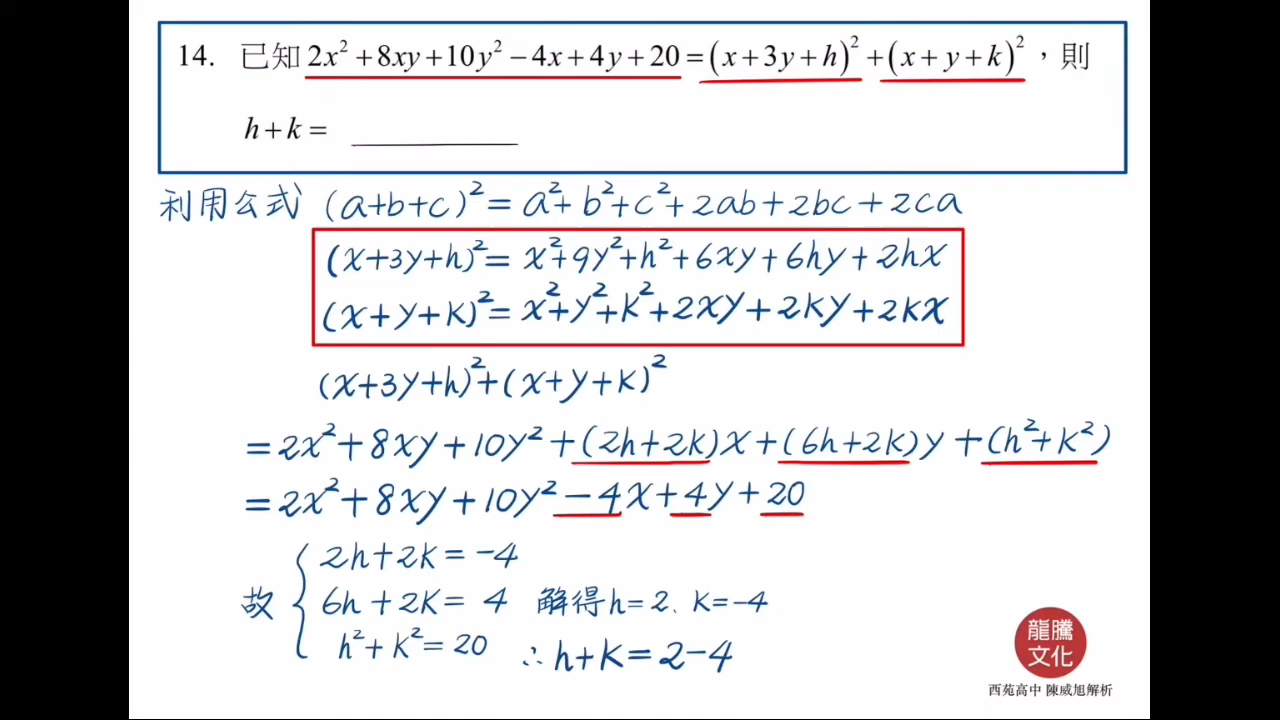 14. 已知 2x² + 8xy + 10y² − 4x + 4y + 20 = (x + 3y + h)² + (x + y + k)²，則
h + k = ________
利用公式 (a+b+c)² = a²+b²+c²+2ab+2bc+2ca
(x+3y+h)² = x²+9y²+h²+6xy+6hy+2hx
(x+y+k)² = x²+y²+k²+2xy+2ky+2kx
(x+3y+h)²+(x+y+k)²
= 2x²+8xy+10y²+(2h+2k)x+(6h+2k)y+(h²+k²)
= 2x²+8xy+10y²−4x+4y+20
2h+2k = −4
故 { 6h+2k = 4 解得 h=2、k=−4
h²+k² = 20 ∴ h+k = 2−4
龍騰
文化
西苑高中 陳威旭解析